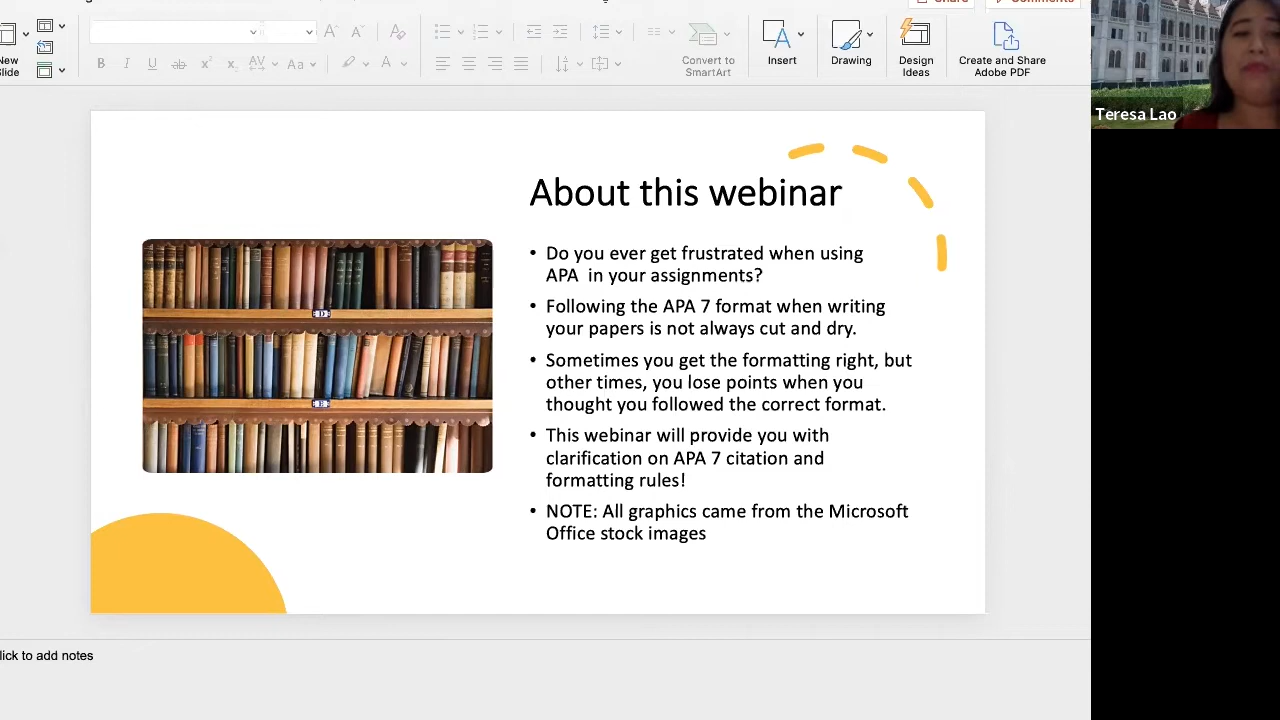 Share
Comments
New
Slide
Convert to
SmartArt
Insert
Drawing
Design
Ideas
Create and Share
Adobe PDF
Teresa Lao
About this webinar
• Do you ever get frustrated when using
APA in your assignments?
• Following the APA 7 format when writing
your papers is not always cut and dry.
• Sometimes you get the formatting right, but
other times, you lose points when you
thought you followed the correct format.
• This webinar will provide you with
clarification on APA 7 citation and
formatting rules!
• NOTE: All graphics came from the Microsoft
Office stock images
D
E
lick to add notes